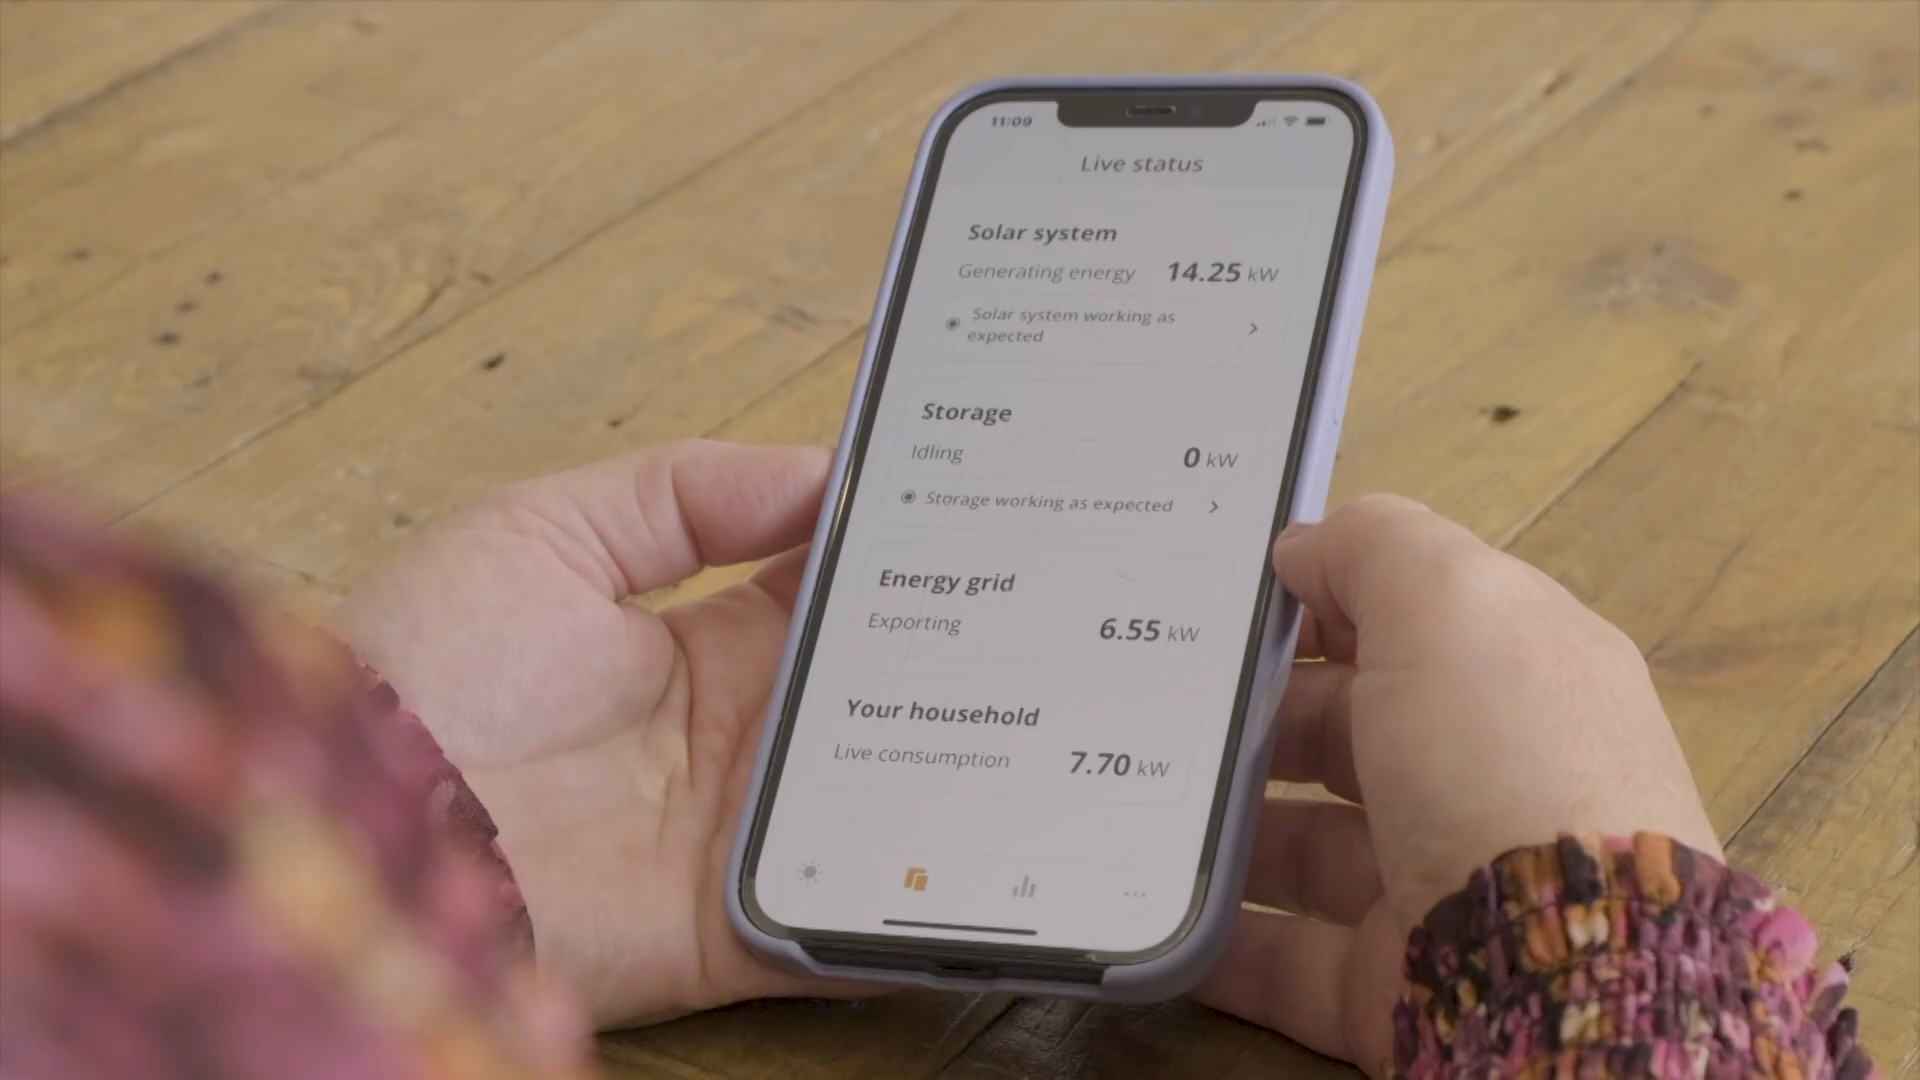 11:09
Live status
Solar system
Generating energy 14.25 kW
Solar system working as
expected
Storage
Idling 0 kW
Storage working as expected
Energy grid
Exporting 6.55 kW
Your household
Live consumption 7.70 kW